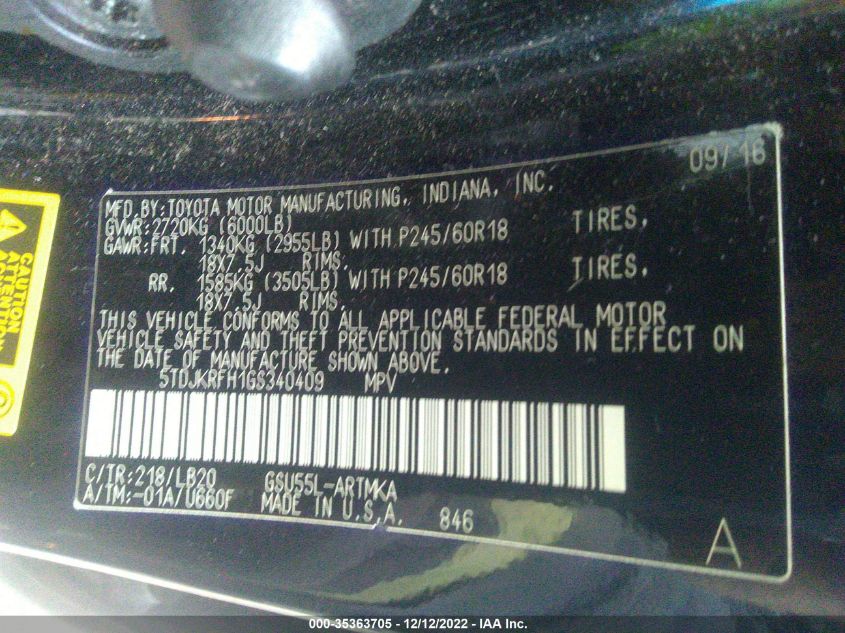 09/16
MFD.BY:TOYOTA MOTOR MANUFACTURING, INDIANA, INC.
GVWR:2720KG (6000LB)
GAWR:FRT. 1340KG (2955LB) WITH P245/60R18 TIRES,
18X7.5J RIMS.
RR. 1585KG (3505LB) WITH P245/60R18 TIRES,
18X7.5J RIMS.
THIS VEHICLE CONFORMS TO ALL APPLICABLE FEDERAL MOTOR
VEHICLE SAFETY AND THEFT PREVENTION STANDARDS IN EFFECT ON
THE DATE OF MANUFACTURE SHOWN ABOVE.
5TDJKRFH1GS340409 MPV
C/TR:218/LB20 GSU55L-ARTMKA
A/TM:-01A/U660F MADE IN U.S.A. 846
A
CAUTION
ATTENTION
000-35363705 - 12/12/2022 - IAA Inc.